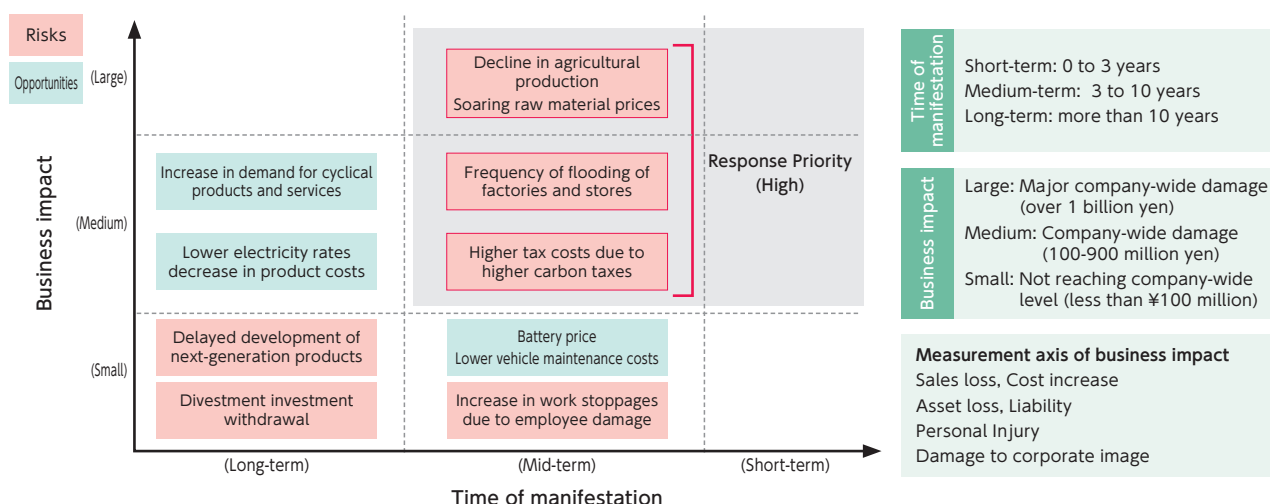 Risks
Opportunities
Business impact
(Large)
(Medium)
(Small)
Decline in agricultural
production
Soaring raw material prices
Increase in demand for cyclical
products and services
Frequency of flooding of
factories and stores
Response Priority
(High)
Lower electricity rates
decrease in product costs
Higher tax costs due to
higher carbon taxes
Delayed development of
next-generation products
Battery price
Lower vehicle maintenance costs
Divestment investment
withdrawal
Increase in work stoppages
due to employee damage
(Long-term)
(Mid-term)
(Short-term)
Time of manifestation
Time of
manifestation
Short-term: 0 to 3 years
Medium-term: 3 to 10 years
Long-term: more than 10 years
Business impact
Large: Major company-wide damage
(over 1 billion yen)
Medium: Company-wide damage
(100-900 million yen)
Small: Not reaching company-wide
level (less than ¥100 million)
Measurement axis of business impact
Sales loss, Cost increase
Asset loss, Liability
Personal Injury
Damage to corporate image